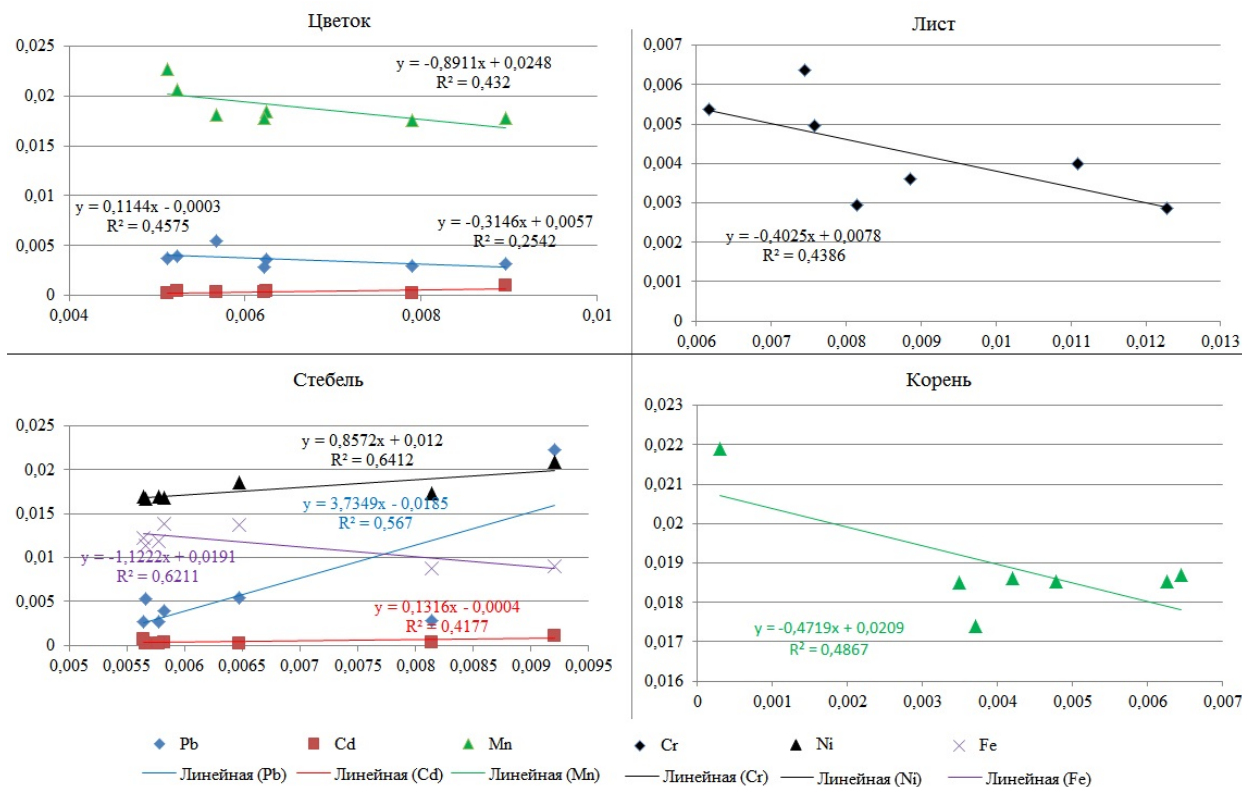 Цветок
0,025
0,02
0,015
0,01
0,005
0
0,004
0,006
0,008
0,01
y = -0,8911x + 0,0248
R² = 0,432
y = 0,1144x - 0,0003
R² = 0,4575
y = -0,3146x + 0,0057
R² = 0,2542
Лист
0,007
0,006
0,005
0,004
0,003
0,002
0,001
0
0,006
0,007
0,008
0,009
0,01
0,011
0,012
0,013
y = -0,4025x + 0,0078
R² = 0,4386
Стебель
0,025
0,02
0,015
0,01
0,005
0
0,005
0,0055
0,006
0,0065
0,007
0,0075
0,008
0,0085
0,009
0,0095
y = 0,8572x + 0,012
R² = 0,6412
y = 3,7349x - 0,0185
R² = 0,567
y = -1,1222x + 0,0191
R² = 0,6211
y = 0,1316x - 0,0004
R² = 0,4177
Корень
0,023
0,022
0,021
0,02
0,019
0,018
0,017
0,016
0
0,001
0,002
0,003
0,004
0,005
0,006
0,007
y = -0,4719x + 0,0209
R² = 0,4867
Pb
Cd
Mn
Cr
Ni
Fe
Линейная (Pb)
Линейная (Cd)
Линейная (Mn)
Линейная (Cr)
Линейная (Ni)
Линейная (Fe)